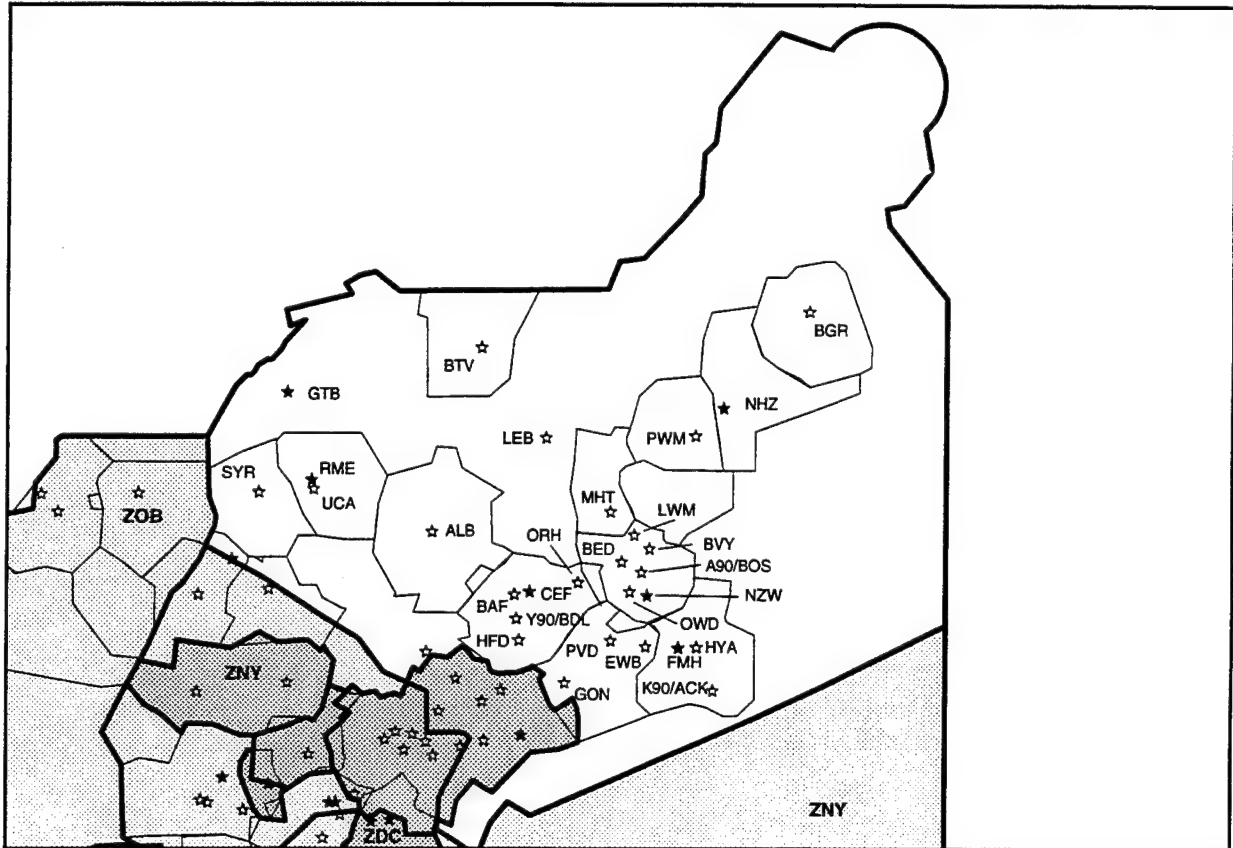 BGR
BTV
GTB
NHZ
LEB
PWM
SYR
RME
UCA
MHT
ZOB
LWM
ALB
ORH
BED
BVY
A90/BOS
BAF
CEF
NZW
Y90/BDL
OWD
HFD
PVD
HYA
EWB
FMH
ZNY
GON
K90/ACK
ZNY
ZDC